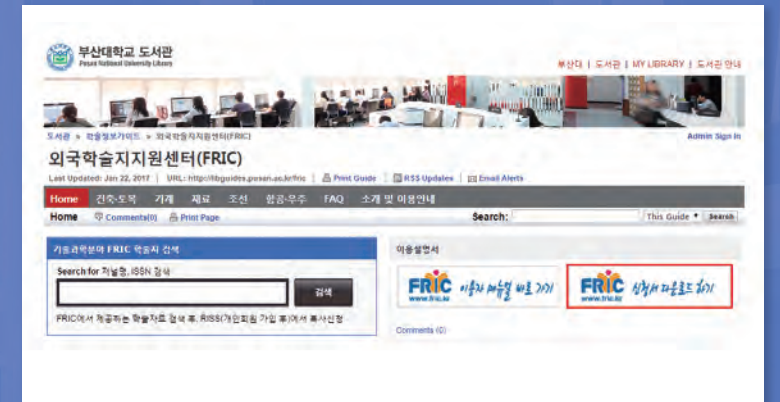 부산대학교 도서관
Pusan National University Library
부산대 | 도서관 | MY LIBRARY | 도서관 안내
도서관 » 학술정보가이드 » 외국학술지지원센터(FRIC)
Admin Sign In
외국학술지지원센터(FRIC)
Last Updated: Jan 22, 2017 | URL: http://libguides.pusan.ac.kr/fric | Print Guide | RSS Updates | Email Alerts
Home 건축·토목 기계 재료 조선 항공·우주 FAQ 소개 및 이용안내
Home Comments(0) Print Page Search: This Guide Search
기술과학분야 FRIC 학술지 검색
Search for 저널명, ISSN 검색
검색
FRIC에서 제공하는 학술자료 검색 후, RISS(개인회원 가입 후)에서 복사신청
이용설명서
FRIC 이용자 매뉴얼 바로 가기
www.fric.kr
FRIC 신청서 다운로드 하기
www.fric.kr
Comments (0)